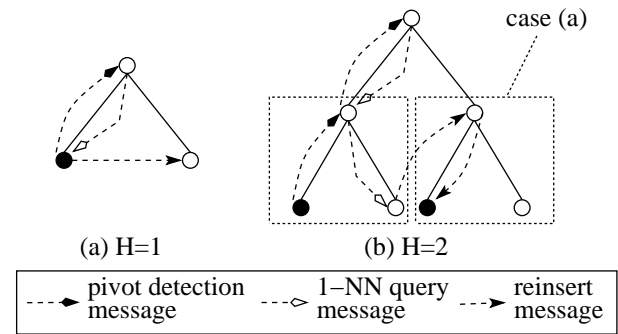 case (a)
(a) H=1
(b) H=2
pivot detection message
1−NN query message
reinsert message